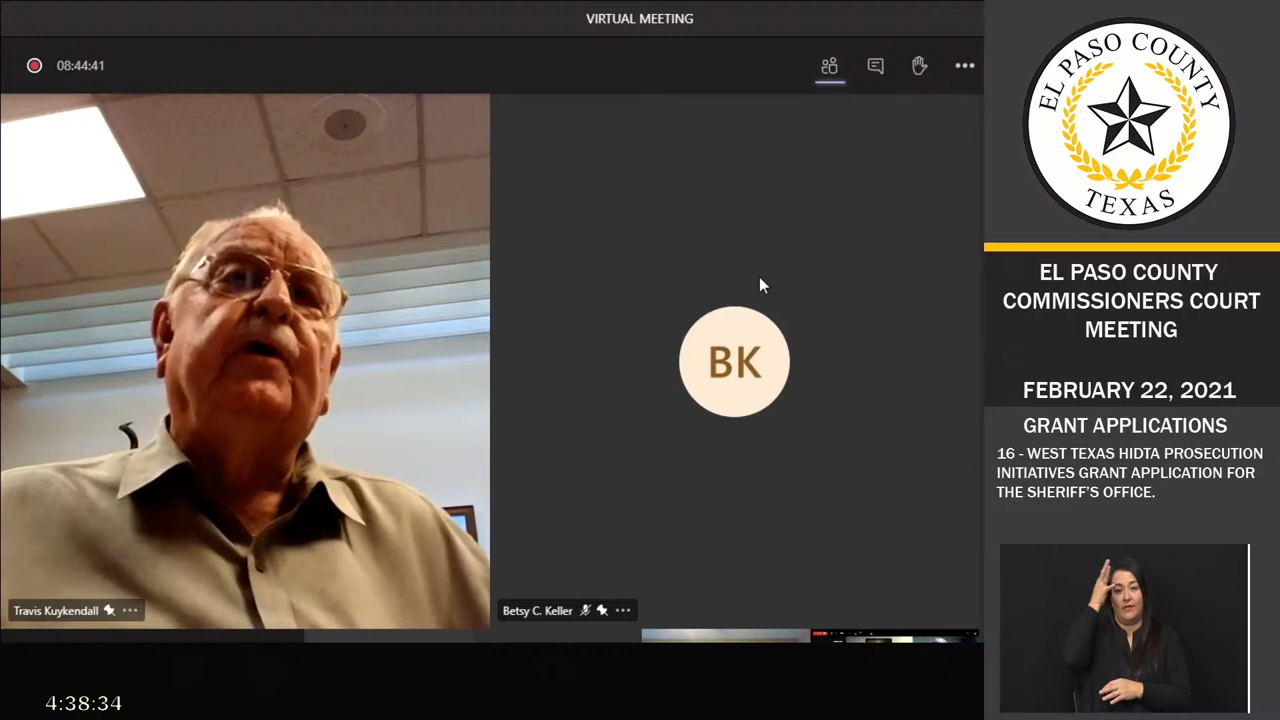 VIRTUAL MEETING
08:44:41
BK
Travis Kuykendall
Betsy C. Keller
4:38:34
EL PASO COUNTY
TEXAS
EL PASO COUNTY
COMMISSIONERS COURT
MEETING
FEBRUARY 22, 2021
GRANT APPLICATIONS
16 - WEST TEXAS HIDTA PROSECUTION
INITIATIVES GRANT APPLICATION FOR
THE SHERIFF'S OFFICE.